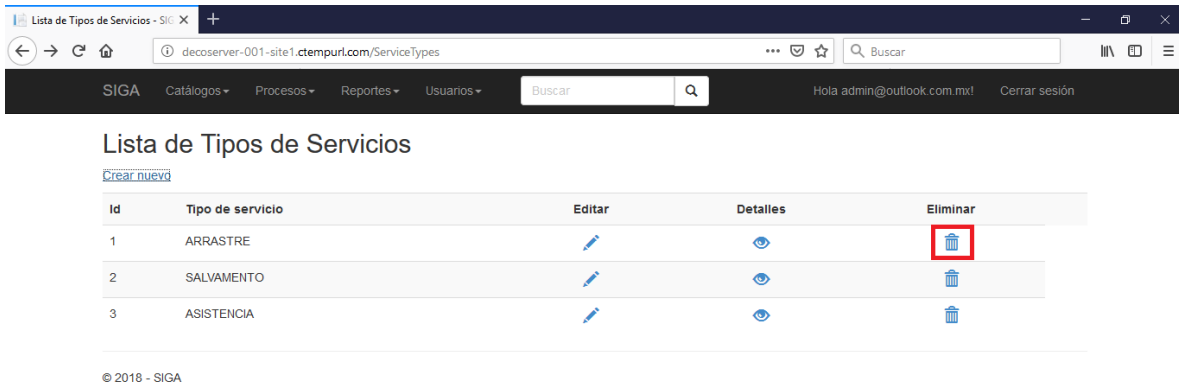 Lista de Tipos de Servicios - SIG
decoserver-001-site1.ctempurl.com/ServiceTypes
Buscar
SIGA Catálogos Procesos Reportes Usuarios Buscar Hola admin@outlook.com.mx! Cerrar sesión
Lista de Tipos de Servicios
Crear nuevo
Id Tipo de servicio Editar Detalles Eliminar
1 ARRASTRE
2 SALVAMENTO
3 ASISTENCIA
© 2018 - SIGA